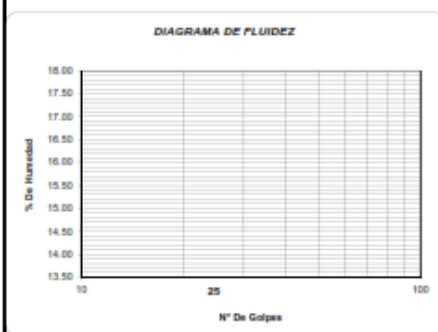 DIAGRAMA DE FLUIDEZ
18.00
17.50
17.00
16.50
16.00
15.50
15.00
14.50
14.00
13.50
% De Humedad
10 25 100
N° De Golpes